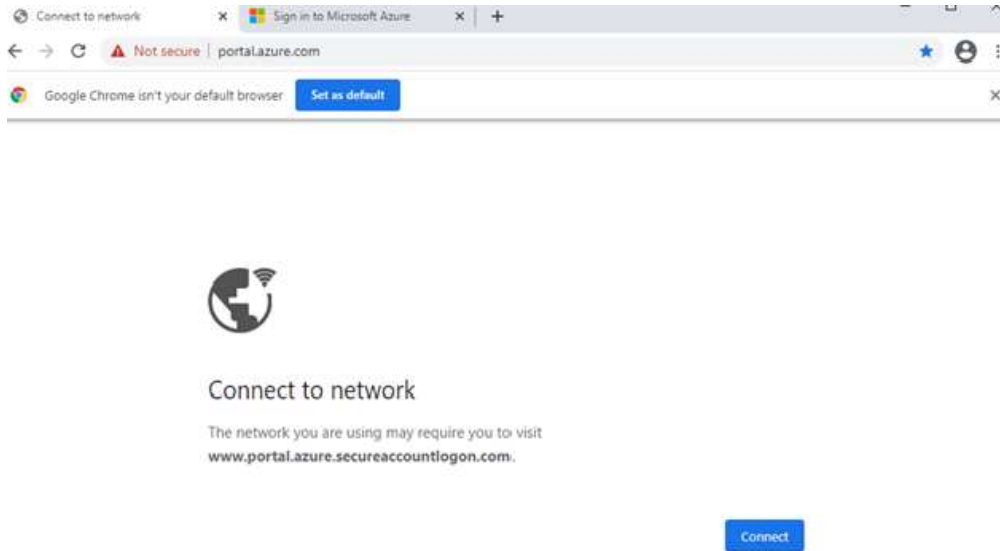 Connect to network
Sign in to Microsoft Azure
Not secure | portal.azure.com
Google Chrome isn't your default browser
Set as default
Connect to network
The network you are using may require you to visit
www.portal.azure.secureaccountlogon.com.
Connect